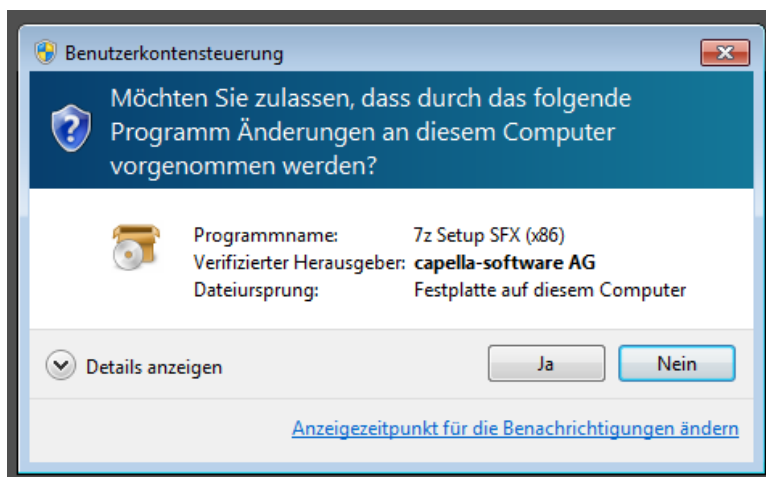 Benutzerkontensteuerung
Möchten Sie zulassen, dass durch das folgende
Programm Änderungen an diesem Computer
vorgenommen werden?
Programmname: 7z Setup SFX (x86)
Verifizierter Herausgeber: capella-software AG
Dateiursprung: Festplatte auf diesem Computer
Details anzeigen Ja Nein
Anzeigezeitpunkt für die Benachrichtigungen ändern